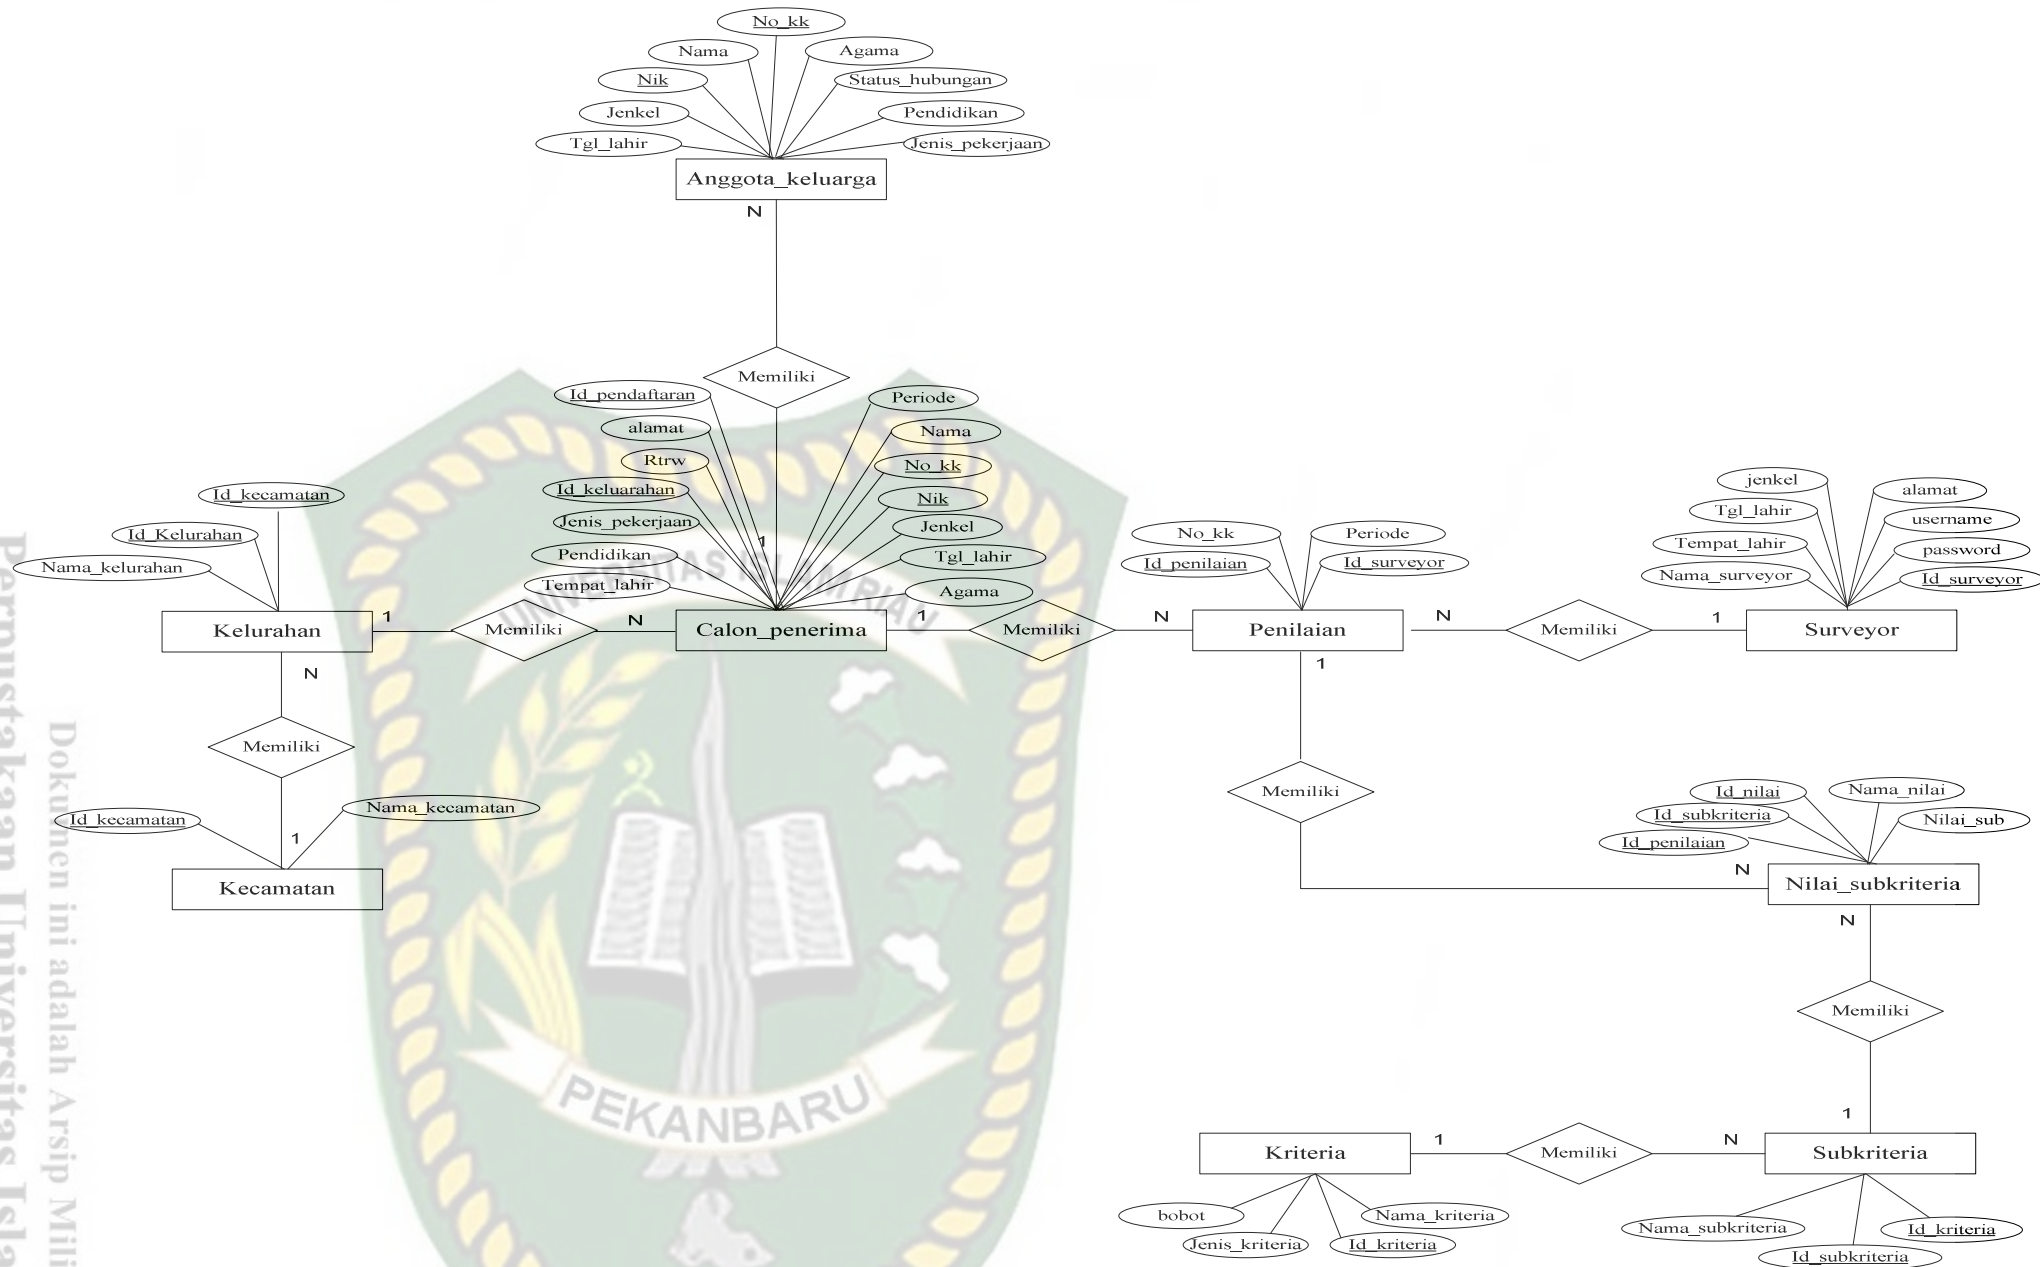 No_kk
Nama
Agama
Nik
Status_hubungan
Jenkel
Pendidikan
Tgl_lahir
Jenis_pekerjaan
Anggota_keluarga
N
Memiliki
1
Id_pendaftaran
alamat
Rtrw
Id_keluarahan
Jenis_pekerjaan
Pendidikan
Tempat_lahir
Periode
Nama
No_kk
Nik
Jenkel
Tgl_lahir
Agama
Calon_penerima
Id_kecamatan
Id_Kelurahan
Nama_kelurahan
Kelurahan
1
Memiliki
N
N
Memiliki
1
Id_kecamatan
Nama_kecamatan
Kecamatan
1
Memiliki
N
No_kk
Id_penilaian
Periode
Id_surveyor
Penilaian
N
Memiliki
1
jenkel
Tgl_lahir
Tempat_lahir
Nama_surveyor
alamat
username
password
Id_surveyor
Surveyor
1
Memiliki
N
Id_nilai
Id_subkriteria
Id_penilaian
Nama_nilai
Nilai_sub
Nilai_subkriteria
N
Memiliki
1
Kriteria
1
Memiliki
N
Subkriteria
bobot
Jenis_kriteria
Nama_kriteria
Id_kriteria
Nama_subkriteria
Id_subkriteria
Id_kriteria
UNIVERSITAS ISLAM RIAU
PEKANBARU
Perpustakaan Universitas
Dokumen ini adalah Arsip